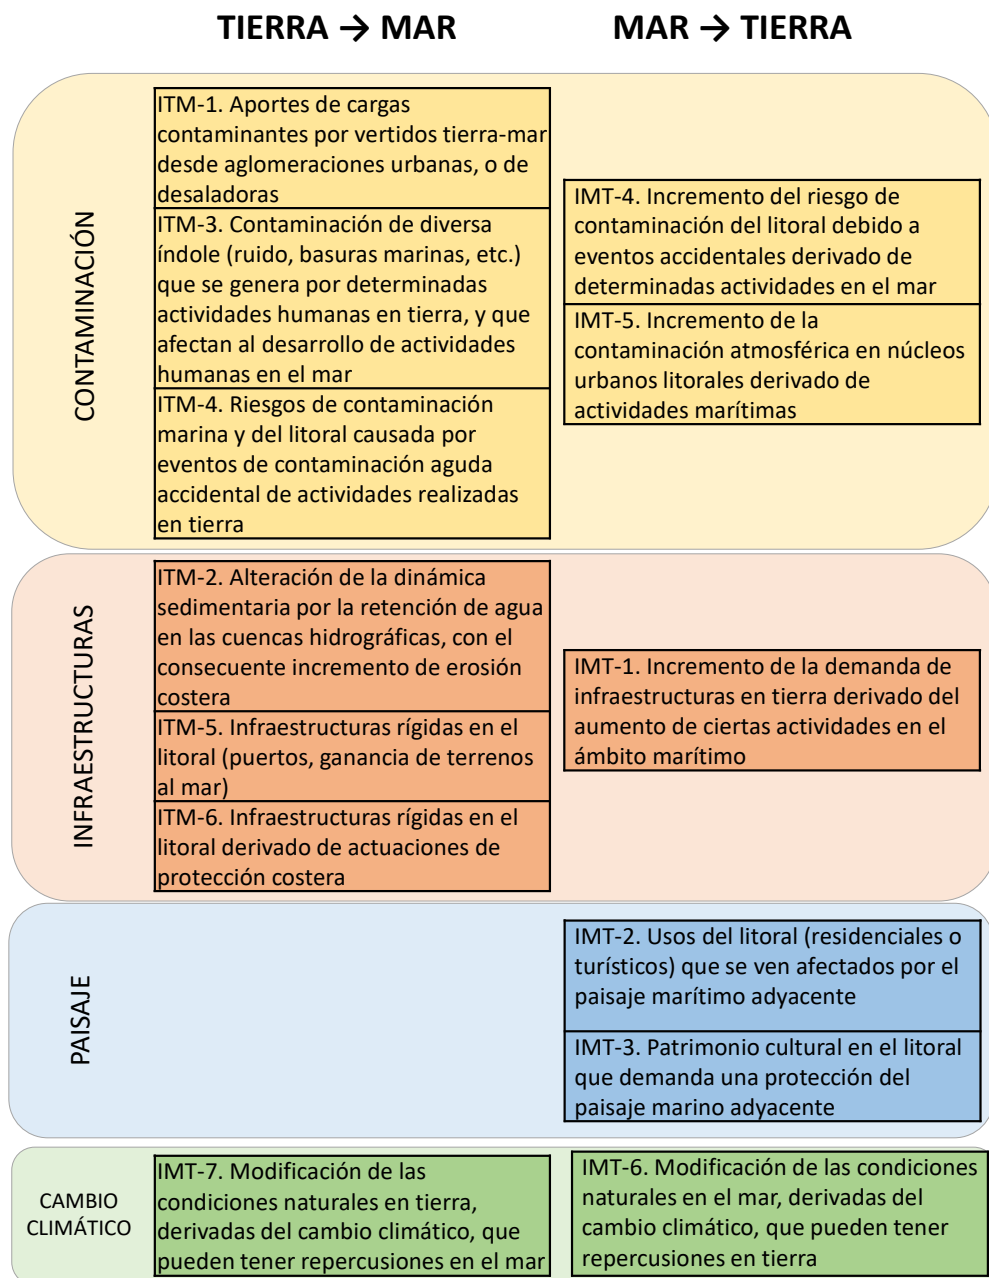 TIERRA → MAR
MAR → TIERRA
CONTAMINACIÓN
ITM-1. Aportes de cargas
contaminantes por vertidos tierra-mar
desde aglomeraciones urbanas, o de
desaladoras
ITM-3. Contaminación de diversa
índole (ruido, basuras marinas, etc.)
que se genera por determinadas
actividades humanas en tierra, y que
afectan al desarrollo de actividades
humanas en el mar
ITM-4. Riesgos de contaminación
marina y del litoral causada por
eventos de contaminación aguda
accidental de actividades realizadas
en tierra
IMT-4. Incremento del riesgo de
contaminación del litoral debido a
eventos accidentales derivado de
determinadas actividades en el mar
IMT-5. Incremento de la
contaminación atmosférica en núcleos
urbanos litorales derivado de
actividades marítimas
INFRAESTRUCTURAS
ITM-2. Alteración de la dinámica
sedimentaria por la retención de agua
en las cuencas hidrográficas, con el
consecuente incremento de erosión
costera
ITM-5. Infraestructuras rígidas en el
litoral (puertos, ganancia de terrenos
al mar)
ITM-6. Infraestructuras rígidas en el
litoral derivado de actuaciones de
protección costera
IMT-1. Incremento de la demanda de
infraestructuras en tierra derivado del
aumento de ciertas actividades en el
ámbito marítimo
PAISAJE
IMT-2. Usos del litoral (residenciales o
turísticos) que se ven afectados por el
paisaje marítimo adyacente
IMT-3. Patrimonio cultural en el litoral
que demanda una protección del
paisaje marino adyacente
CAMBIO
CLIMÁTICO
IMT-7. Modificación de las
condiciones naturales en tierra,
derivadas del cambio climático, que
pueden tener repercusiones en el mar
IMT-6. Modificación de las condiciones
naturales en el mar, derivadas del
cambio climático, que pueden tener
repercusiones en tierra